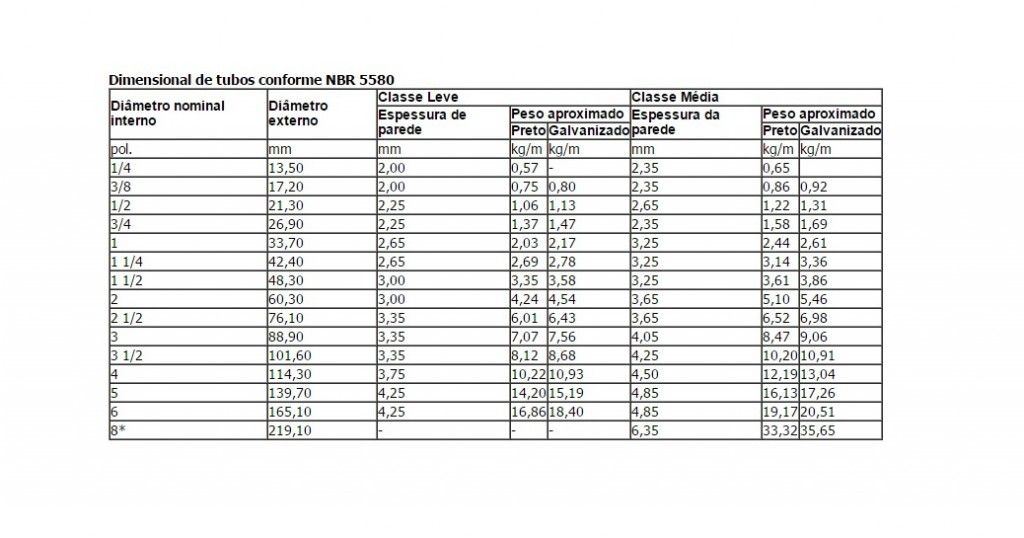 Dimensional de tubos conforme NBR 5580
Diâmetro nominal interno Diâmetro externo Classe Leve Classe Média
Espessura de parede Peso aproximado Espessura da parede Peso aproximado
Preto Galvanizado Preto Galvanizado
pol. mm mm kg/m kg/m mm kg/m kg/m
1/4 13,50 2,00 0,57 - 2,35 0,65
3/8 17,20 2,00 0,75 0,80 2,35 0,86 0,92
1/2 21,30 2,25 1,06 1,13 2,65 1,22 1,31
3/4 26,90 2,25 1,37 1,47 2,35 1,58 1,69
1 33,70 2,65 2,03 2,17 3,25 2,44 2,61
1 1/4 42,40 2,65 2,69 2,78 3,25 3,14 3,36
1 1/2 48,30 3,00 3,35 3,58 3,25 3,61 3,86
2 60,30 3,00 4,24 4,54 3,65 5,10 5,46
2 1/2 76,10 3,35 6,01 6,43 3,65 6,52 6,98
3 88,90 3,35 7,07 7,56 4,05 8,47 9,06
3 1/2 101,60 3,35 8,12 8,68 4,25 10,20 10,91
4 114,30 3,75 10,22 10,93 4,50 12,19 13,04
5 139,70 4,25 14,20 15,19 4,85 16,13 17,26
6 165,10 4,25 16,86 18,40 4,85 19,17 20,51
8* 219,10 - - - 6,35 33,32 35,65